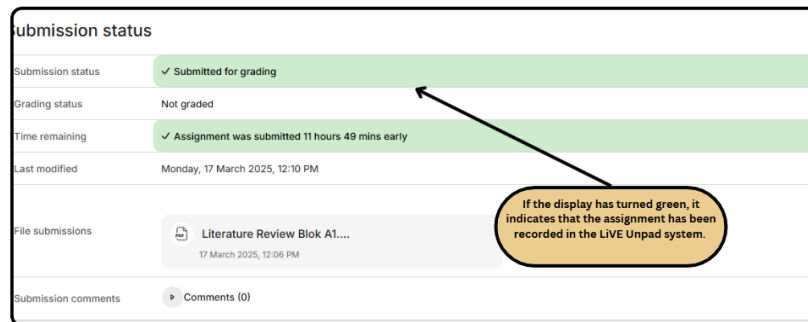 Submission status
Submission status
✓ Submitted for grading
Grading status
Not graded
Time remaining
✓ Assignment was submitted 11 hours 49 mins early
Last modified
Monday, 17 March 2025, 12:10 PM
File submissions
PDF
Literature Review Blok A1....
17 March 2025, 12:06 PM
Submission comments
Comments (0)
If the display has turned green, it
indicates that the assignment has been
recorded in the LiVE Unpad system.